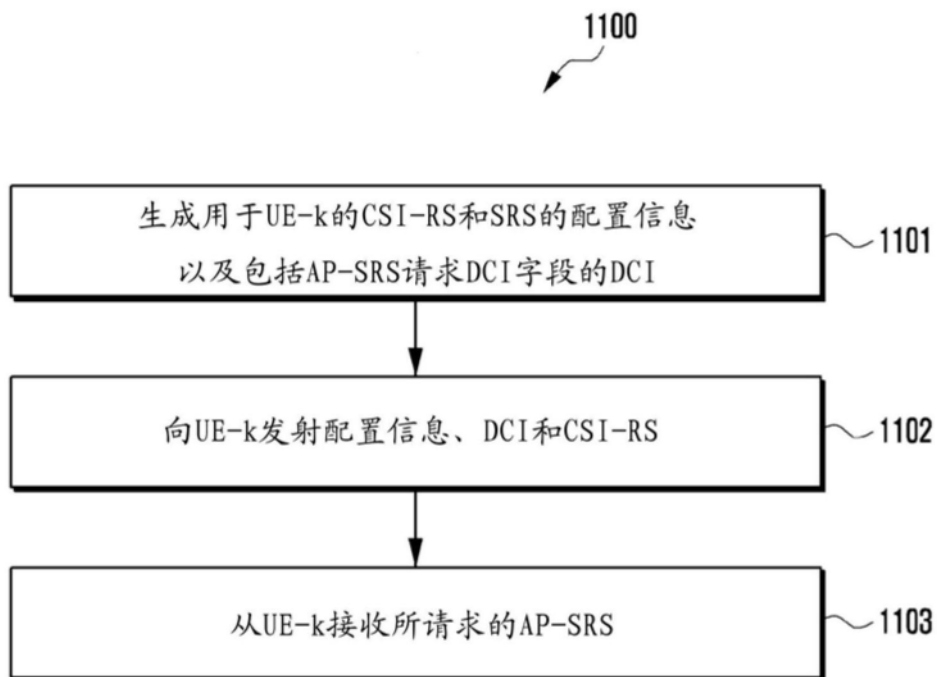 1100
生成用于UE-k的CSI-RS和SRS的配置信息
以及包括AP-SRS请求DCI字段的DCI
1101
向UE-k发射配置信息、DCI和CSI-RS
1102
从UE-k接收所请求的AP-SRS
1103